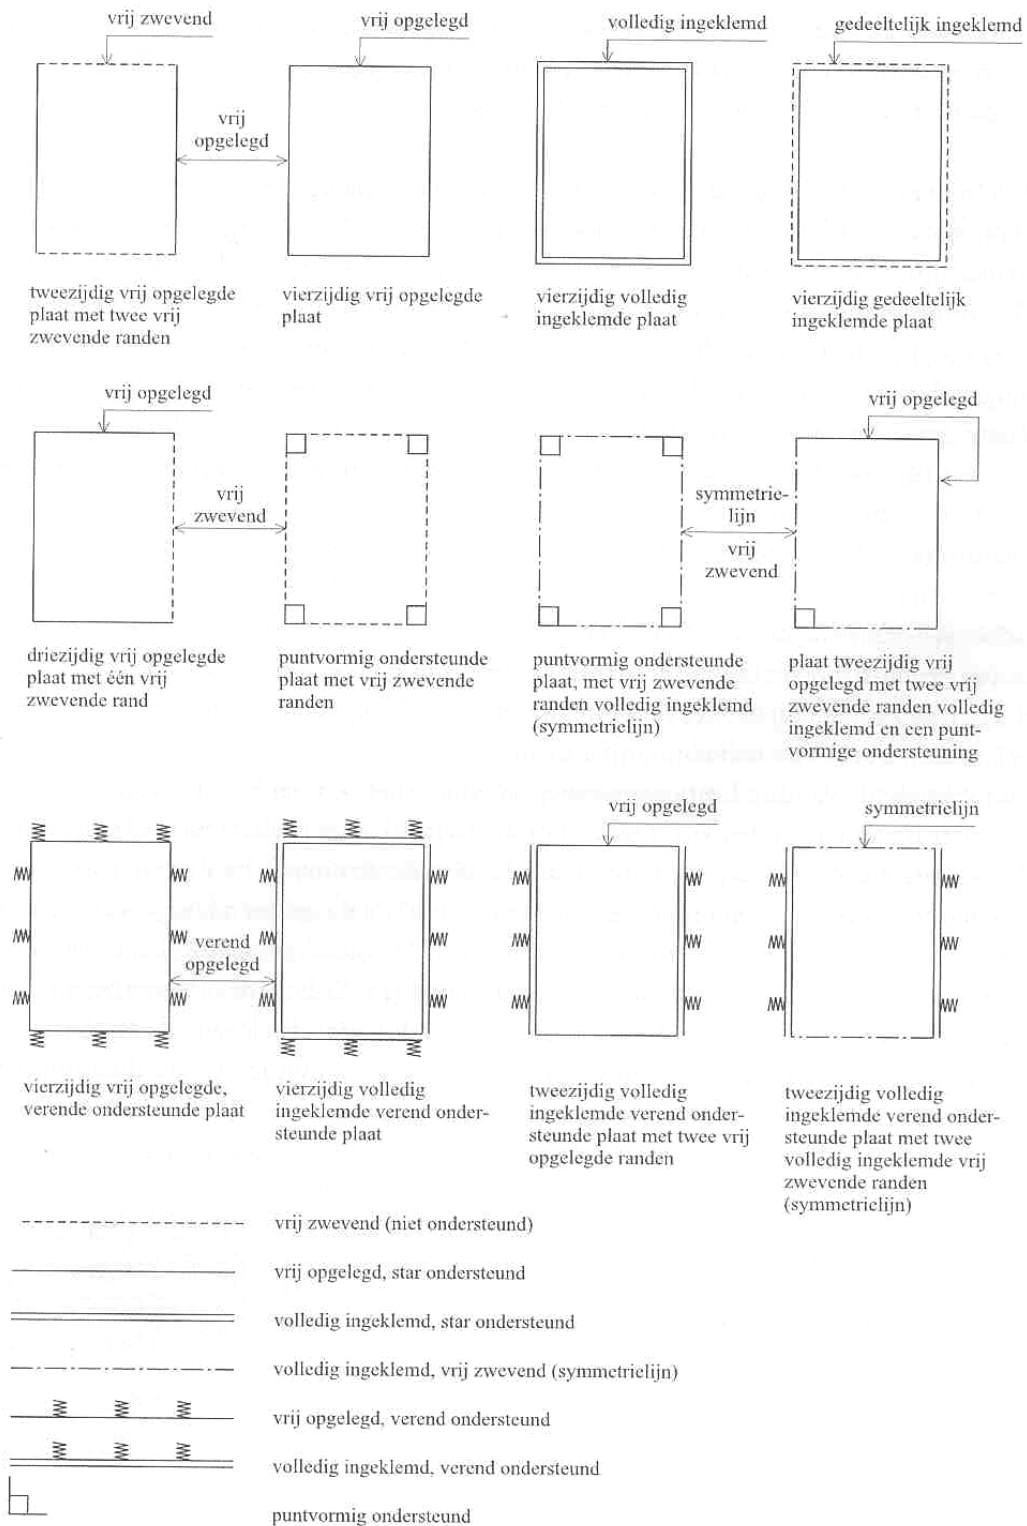 vrij zwevend
vrij opgelegd
volledig ingeklemd
gedeeltelijk ingeklemd
vrij
opgelegd
tweezijdig vrij opgelegde
plaat met twee vrij
zwevende randen
vierzijdig vrij opgelegde
plaat
vierzijdig volledig
ingeklemde plaat
vierzijdig gedeeltelijk
ingeklemde plaat
vrij opgelegd
vrij opgelegd
vrij
zwevend
symmetrie-
lijn
vrij
zwevend
driezijdig vrij opgelegde
plaat met één vrij
zwevende rand
puntvormig ondersteunde
plaat met vrij zwevende
randen
puntvormig ondersteunde
plaat, met vrij zwevende
randen volledig ingeklemd
(symmetrielijn)
plaat tweezijdig vrij
opgelegd met twee vrij
zwevende randen volledig
ingeklemd en een punt-
vormige ondersteuning
vrij opgelegd
symmetrielijn
verend
opgelegd
vierzijdig vrij opgelegde,
verende ondersteunde plaat
vierzijdig volledig
ingeklemde verend onder-
steunde plaat
tweezijdig volledig
ingeklemde verend onder-
steunde plaat met twee vrij
opgelegde randen
tweezijdig volledig
ingeklemde verend onder-
steunde plaat met twee
volledig ingeklemde vrij
zwevende randen
(symmetrielijn)
vrij zwevend (niet ondersteund)
vrij opgelegd, star ondersteund
volledig ingeklemd, star ondersteund
volledig ingeklemd, vrij zwevend (symmetrielijn)
vrij opgelegd, verend ondersteund
volledig ingeklemd, verend ondersteund
puntvormig ondersteund